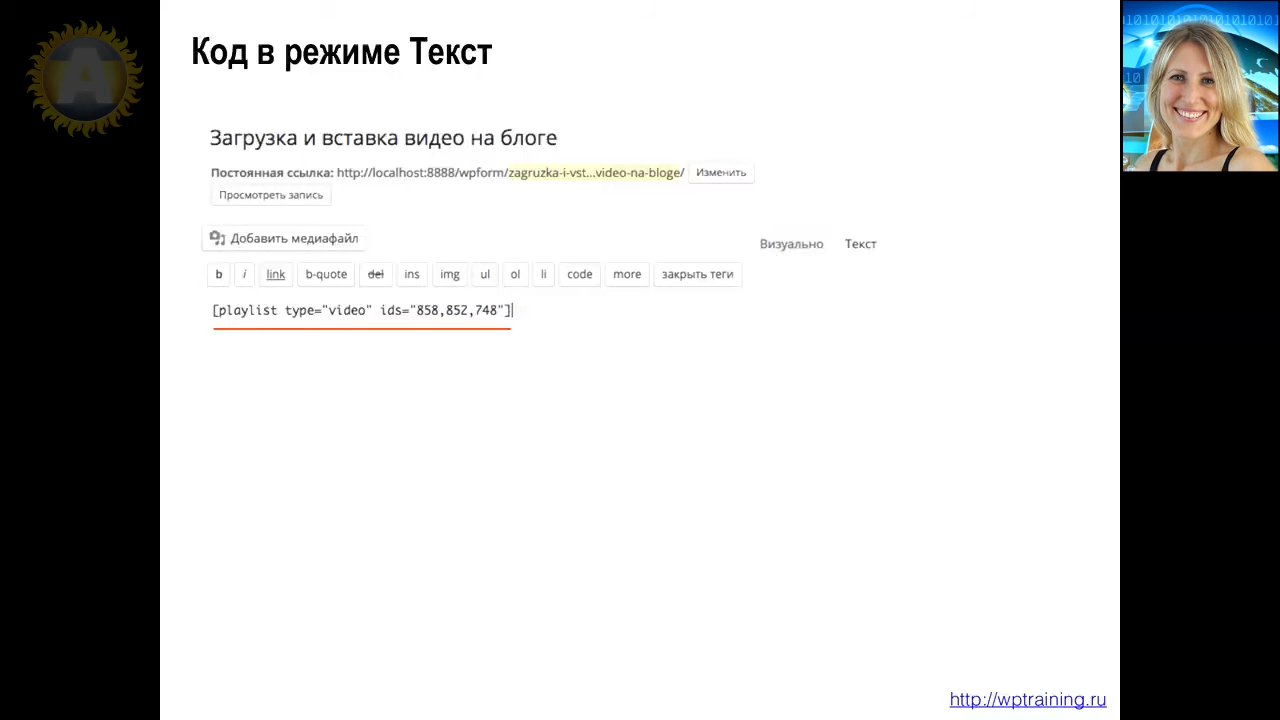 Код в режиме Текст
Загрузка и вставка видео на блоге
Постоянная ссылка: http://localhost:8888/wpform/zagruzka-i-vst...video-na-bloge/ Изменить
Просмотреть запись
Добавить медиафайл
Визуально Текст
b i link b-quote del ins img ul ol li code more закрыть теги
[playlist type="video" ids="858,852,748"]
http://wptraining.ru
A